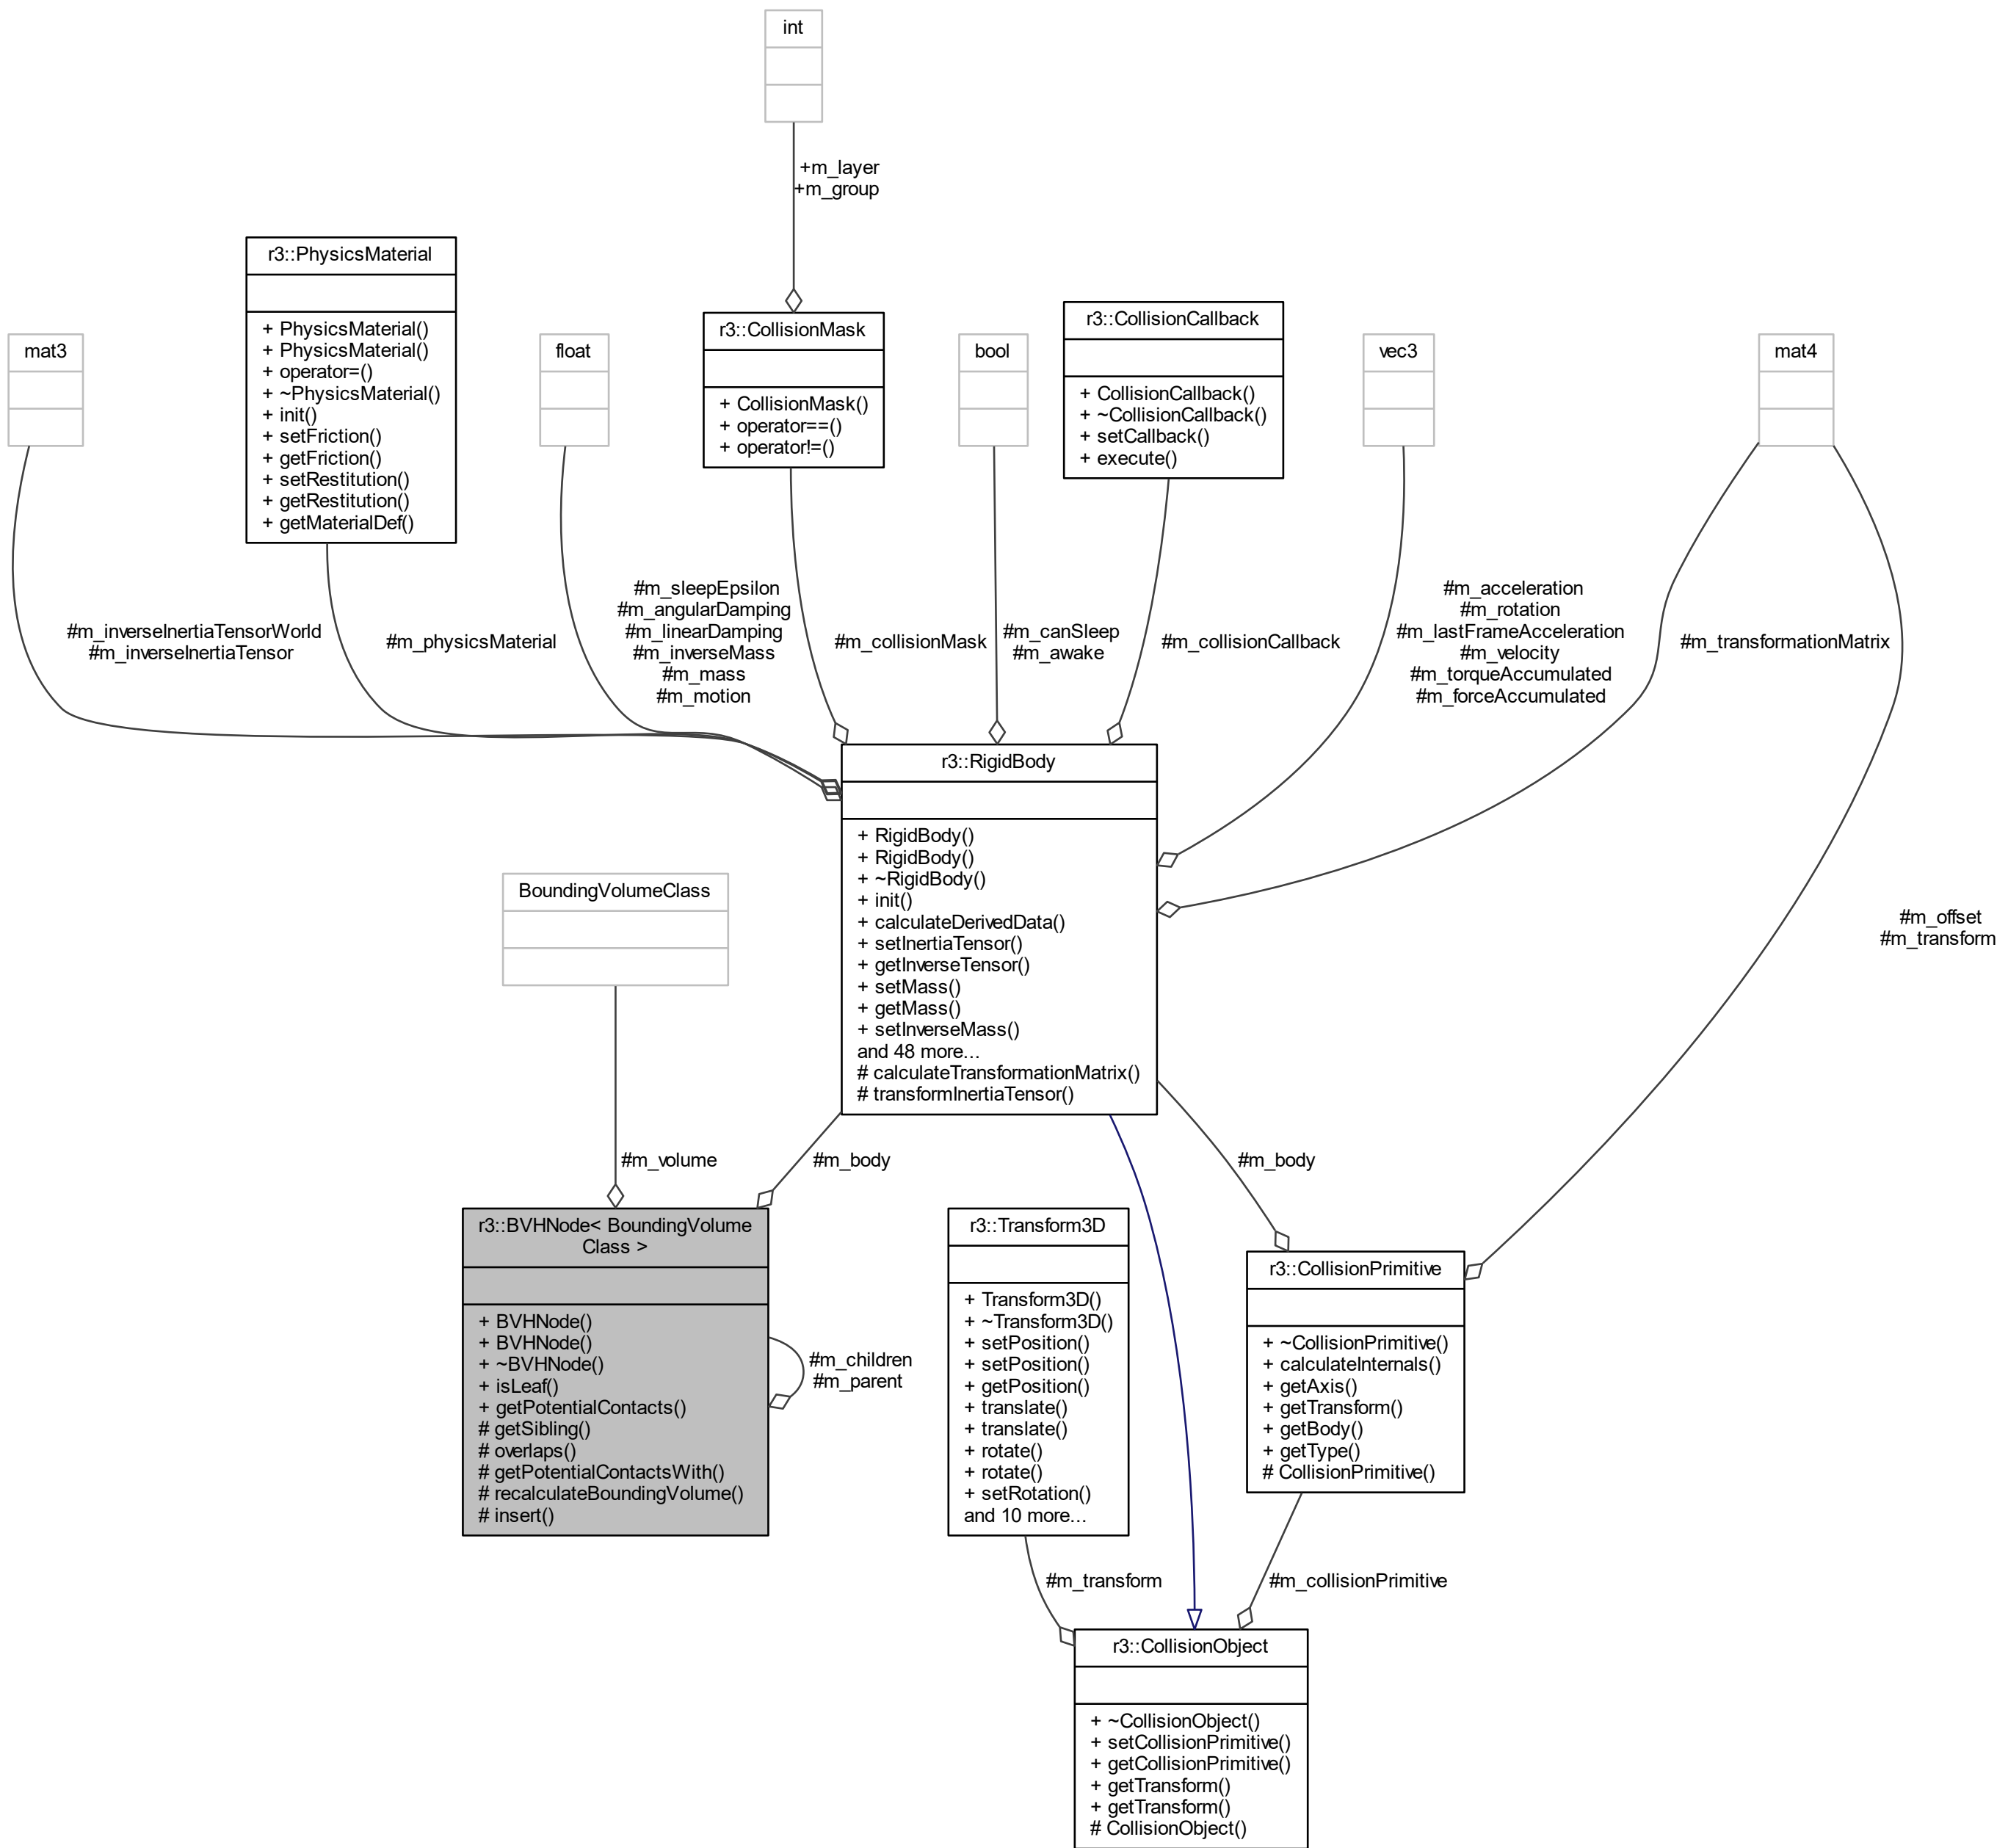 int
+m_layer
+m_group
r3::PhysicsMaterial
+ PhysicsMaterial()
+ PhysicsMaterial()
+ operator=()
+ ~PhysicsMaterial()
+ init()
+ setFriction()
+ getFriction()
+ setRestitution()
+ getRestitution()
+ getMaterialDef()
r3::CollisionMask
+ CollisionMask()
+ operator==()
+ operator!=()
r3::CollisionCallback
+ CollisionCallback()
+ ~CollisionCallback()
+ setCallback()
+ execute()
mat3
float
bool
vec3
mat4
#m_inverseInertiaTensorWorld
#m_inverseInertiaTensor
#m_physicsMaterial
#m_sleepEpsilon
#m_angularDamping
#m_linearDamping
#m_inverseMass
#m_mass
#m_motion
#m_collisionMask
#m_canSleep
#m_awake
#m_collisionCallback
#m_acceleration
#m_rotation
#m_lastFrameAcceleration
#m_velocity
#m_torqueAccumulated
#m_forceAccumulated
#m_transformationMatrix
r3::RigidBody
+ RigidBody()
+ RigidBody()
+ ~RigidBody()
+ init()
+ calculateDerivedData()
+ setInertiaTensor()
+ getInverseTensor()
+ setMass()
+ getMass()
+ setInverseMass()
and 48 more...
# calculateTransformationMatrix()
# transformInertiaTensor()
BoundingVolumeClass
#m_offset
#m_transform
#m_volume
#m_body
#m_body
r3::BVHNode< BoundingVolume
Class >
+ BVHNode()
+ BVHNode()
+ ~BVHNode()
+ isLeaf()
+ getPotentialContacts()
# getSibling()
# overlaps()
# getPotentialContactsWith()
# recalculateBoundingVolume()
# insert()
#m_children
#m_parent
r3::Transform3D
+ Transform3D()
+ ~Transform3D()
+ setPosition()
+ setPosition()
+ getPosition()
+ translate()
+ translate()
+ rotate()
+ rotate()
+ setRotation()
and 10 more...
r3::CollisionPrimitive
+ ~CollisionPrimitive()
+ calculateInternals()
+ getAxis()
+ getTransform()
+ getBody()
+ getType()
# CollisionPrimitive()
#m_transform
#m_collisionPrimitive
r3::CollisionObject
+ ~CollisionObject()
+ setCollisionPrimitive()
+ getCollisionPrimitive()
+ getTransform()
+ getTransform()
# CollisionObject()